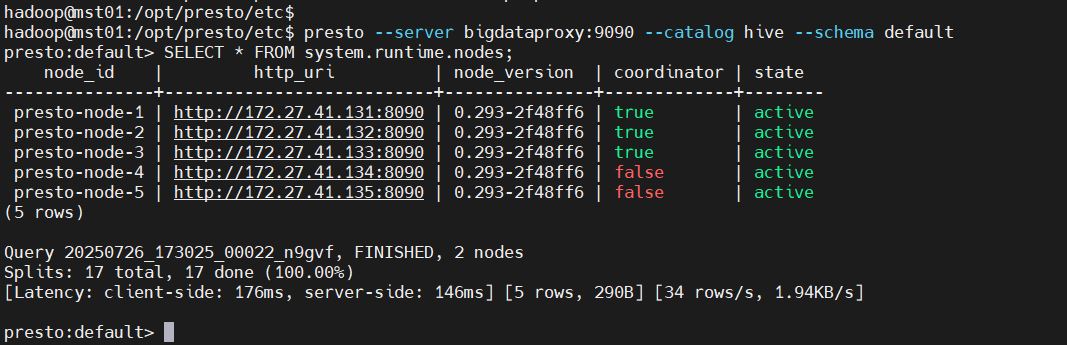 hadoop@mst01:/opt/presto/etc$
hadoop@mst01:/opt/presto/etc$ presto --server bigdataproxy:9090 --catalog hive --schema default
presto:default> SELECT * FROM system.runtime.nodes;
    node_id    |         http_uri          | node_version  | coordinator | state
---------------+---------------------------+---------------+-------------+--------
 presto-node-1 | http://172.27.41.131:8090 | 0.293-2f48ff6 | true        | active
 presto-node-2 | http://172.27.41.132:8090 | 0.293-2f48ff6 | true        | active
 presto-node-3 | http://172.27.41.133:8090 | 0.293-2f48ff6 | true        | active
 presto-node-4 | http://172.27.41.134:8090 | 0.293-2f48ff6 | false       | active
 presto-node-5 | http://172.27.41.135:8090 | 0.293-2f48ff6 | false       | active
(5 rows)
Query 20250726_173025_00022_n9gvf, FINISHED, 2 nodes
Splits: 17 total, 17 done (100.00%)
[Latency: client-side: 176ms, server-side: 146ms] [5 rows, 290B] [34 rows/s, 1.94KB/s]
presto:default>